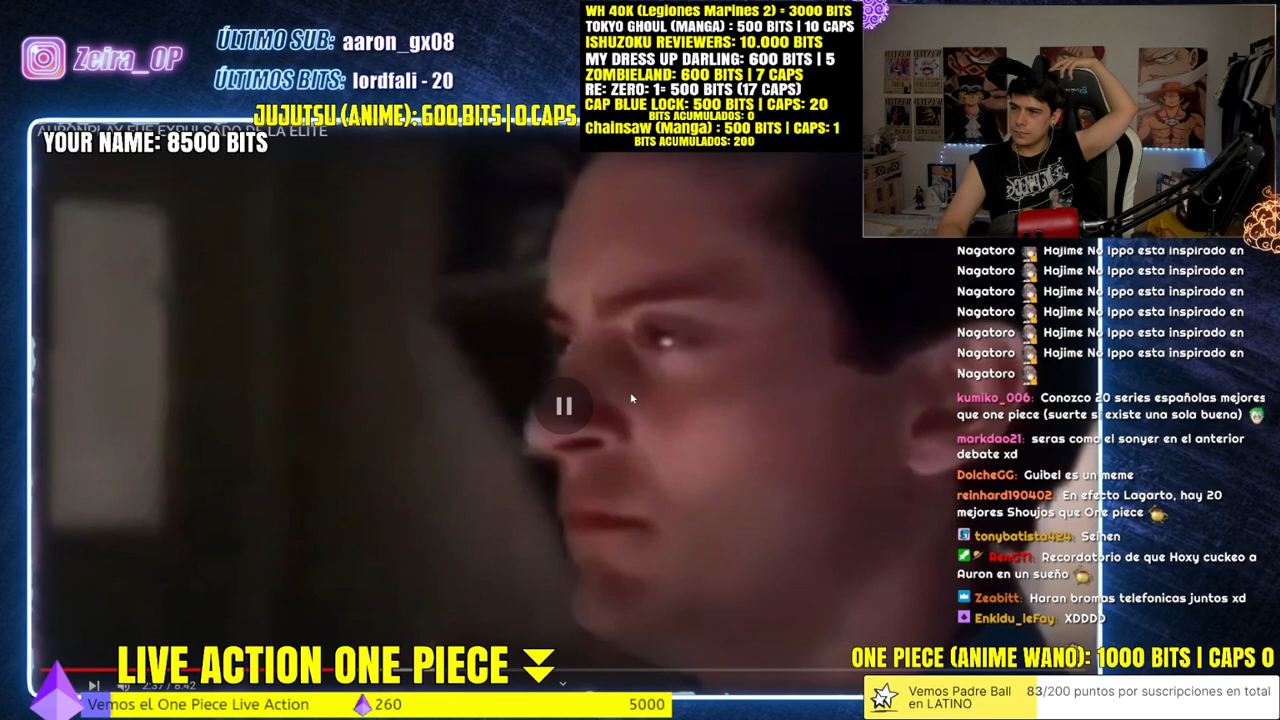 Zeira_OP
ÚLTIMO SUB: aaron_gx08
ÚLTIMOS BITS: lordfali - 20
JUJUTSU (ANIME): 600 BITS | 0 CAPS
AURONPLAY FUE EXPULSADO DE LA ELITE
YOUR NAME: 8500 BITS
WH 40K (Legiones Marines 2) = 3000 BITS
TOKYO GHOUL (MANGA) : 500 BITS | 10 CAPS
ISHUZOKU REVIEWERS: 10.000 BITS
MY DRESS UP DARLING: 600 BITS | 5
ZOMBIELAND: 600 BITS | 7 CAPS
RE: ZERO: 1= 500 BITS (17 CAPS)
CAP BLUE LOCK: 500 BITS | CAPS: 20
BITS ACUMULADOS: 0
Chainsaw (Manga) : 500 BITS | CAPS: 1
BITS ACUMULADOS: 200
Nagatoro Hajime No Ippo esta inspirado en
Nagatoro Hajime No Ippo esta inspirado en
Nagatoro Hajime No Ippo esta inspirado en
Nagatoro Hajime No Ippo esta inspirado en
Nagatoro Hajime No Ippo esta inspirado en
Nagatoro Hajime No Ippo esta inspirado en
Nagatoro
kumiko_006: Conozco 20 series españolas mejores
que one piece (suerte si existe una sola buena)
markdao21: seras como el sonyer en el anterior
debate xd
DolcheGG: Guibel es un meme
reinhard190402: En efecto Lagarto, hay 20
mejores Shoujos que One piece
tonybatista424: Seinen
RenGT1: Recordatorio de que Hoxy cuckeo a
Auron en un sueño
Zeabitt: Haran bromas telefonicas juntos xd
Enkidu_leFay: XDDDD
LIVE ACTION ONE PIECE
ONE PIECE (ANIME WANO): 1000 BITS | CAPS 0
2:37 / 8:42
Vemos el One Piece Live Action 260 5000
Vemos Padre Ball
en LATINO
83/200 puntos por suscripciones en total